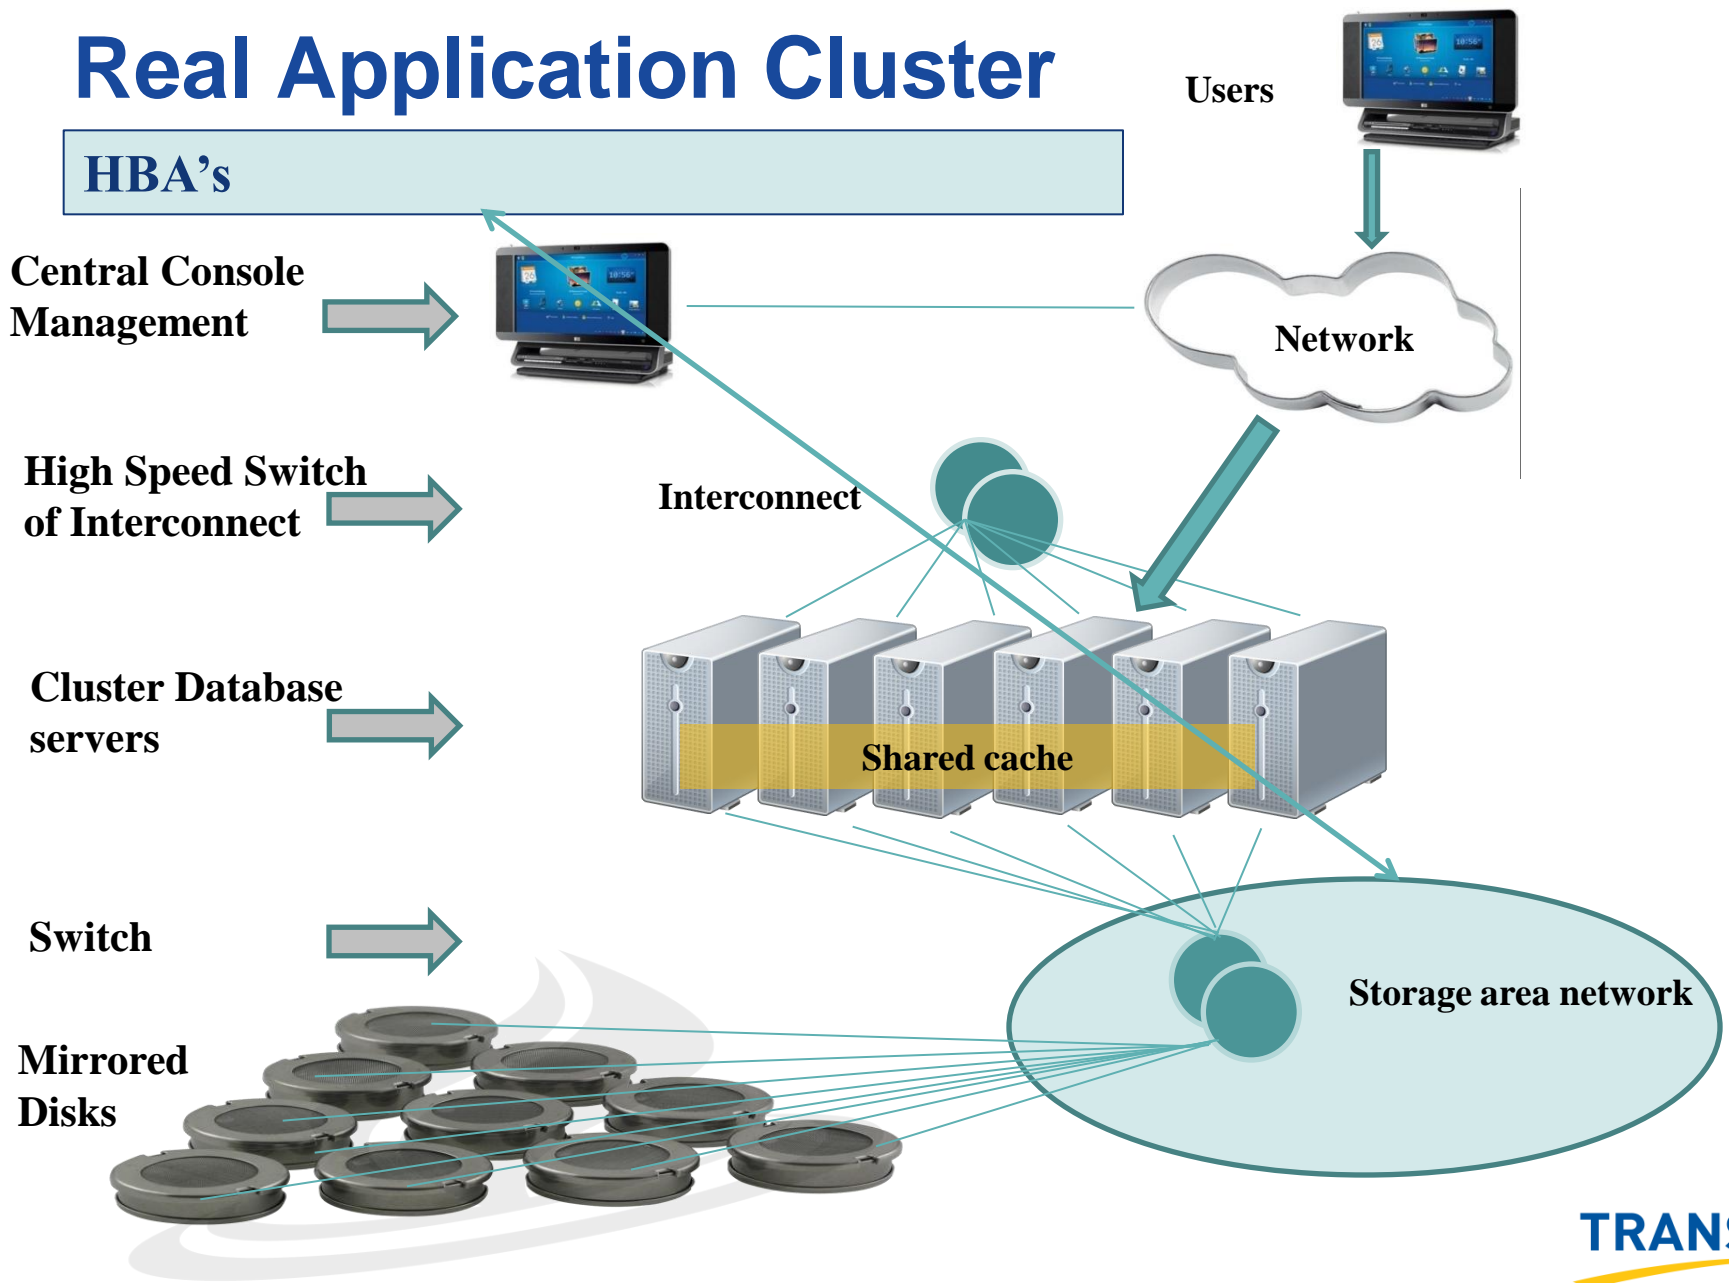 Real Application Cluster
Users
HBA’s
Central Console
Management
Network
High Speed Switch
of Interconnect
Interconnect
Cluster Database
servers
Shared cache
Switch
Storage area network
Mirrored
Disks